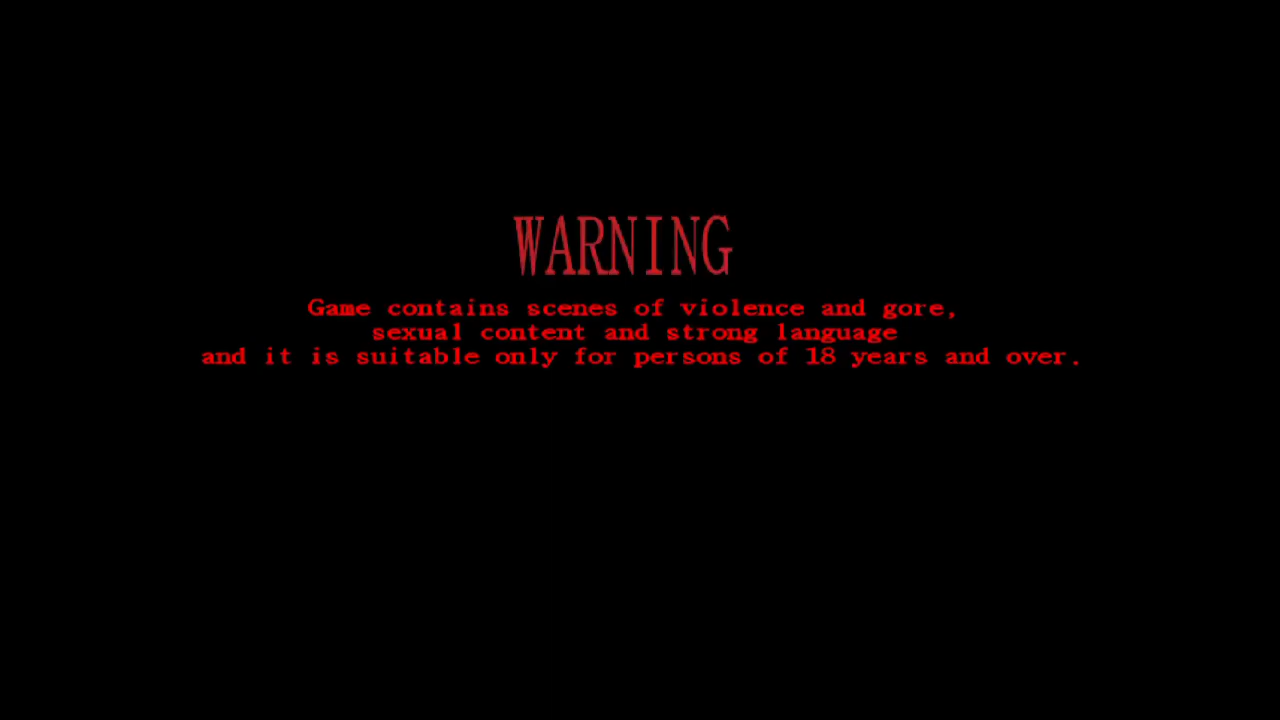 WARNING
Game contains scenes of violence and gore,
sexual content and strong language
and it is suitable only for persons of 18 years and over.